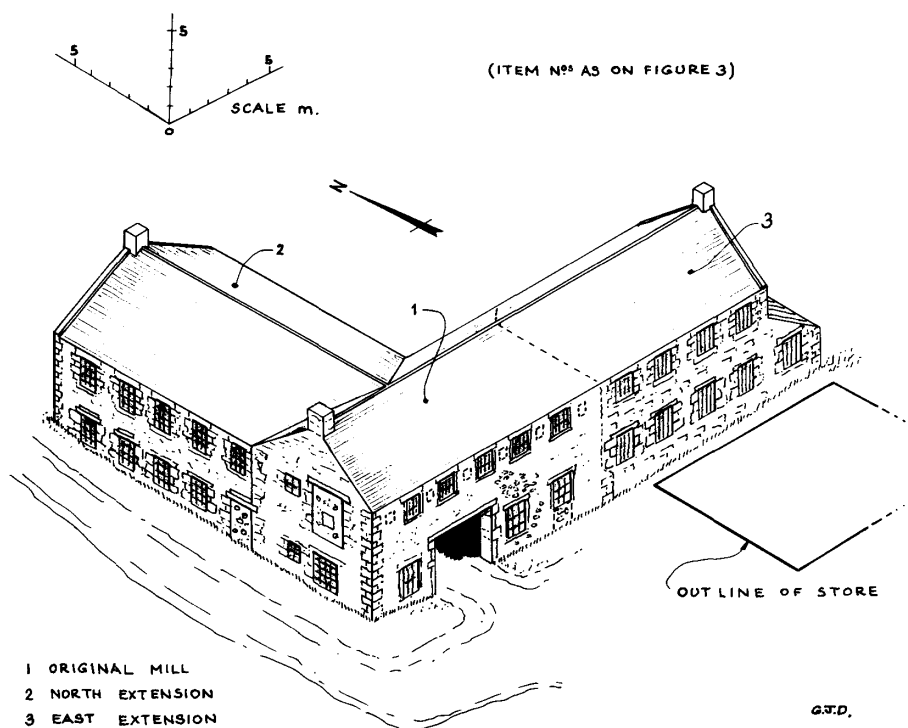 5
5
5
0
SCALE m.
(ITEM Nos AS ON FIGURE 3)
N
2
3
1
OUTLINE OF STORE
1 ORIGINAL MILL
2 NORTH EXTENSION
3 EAST EXTENSION
G.J.D.